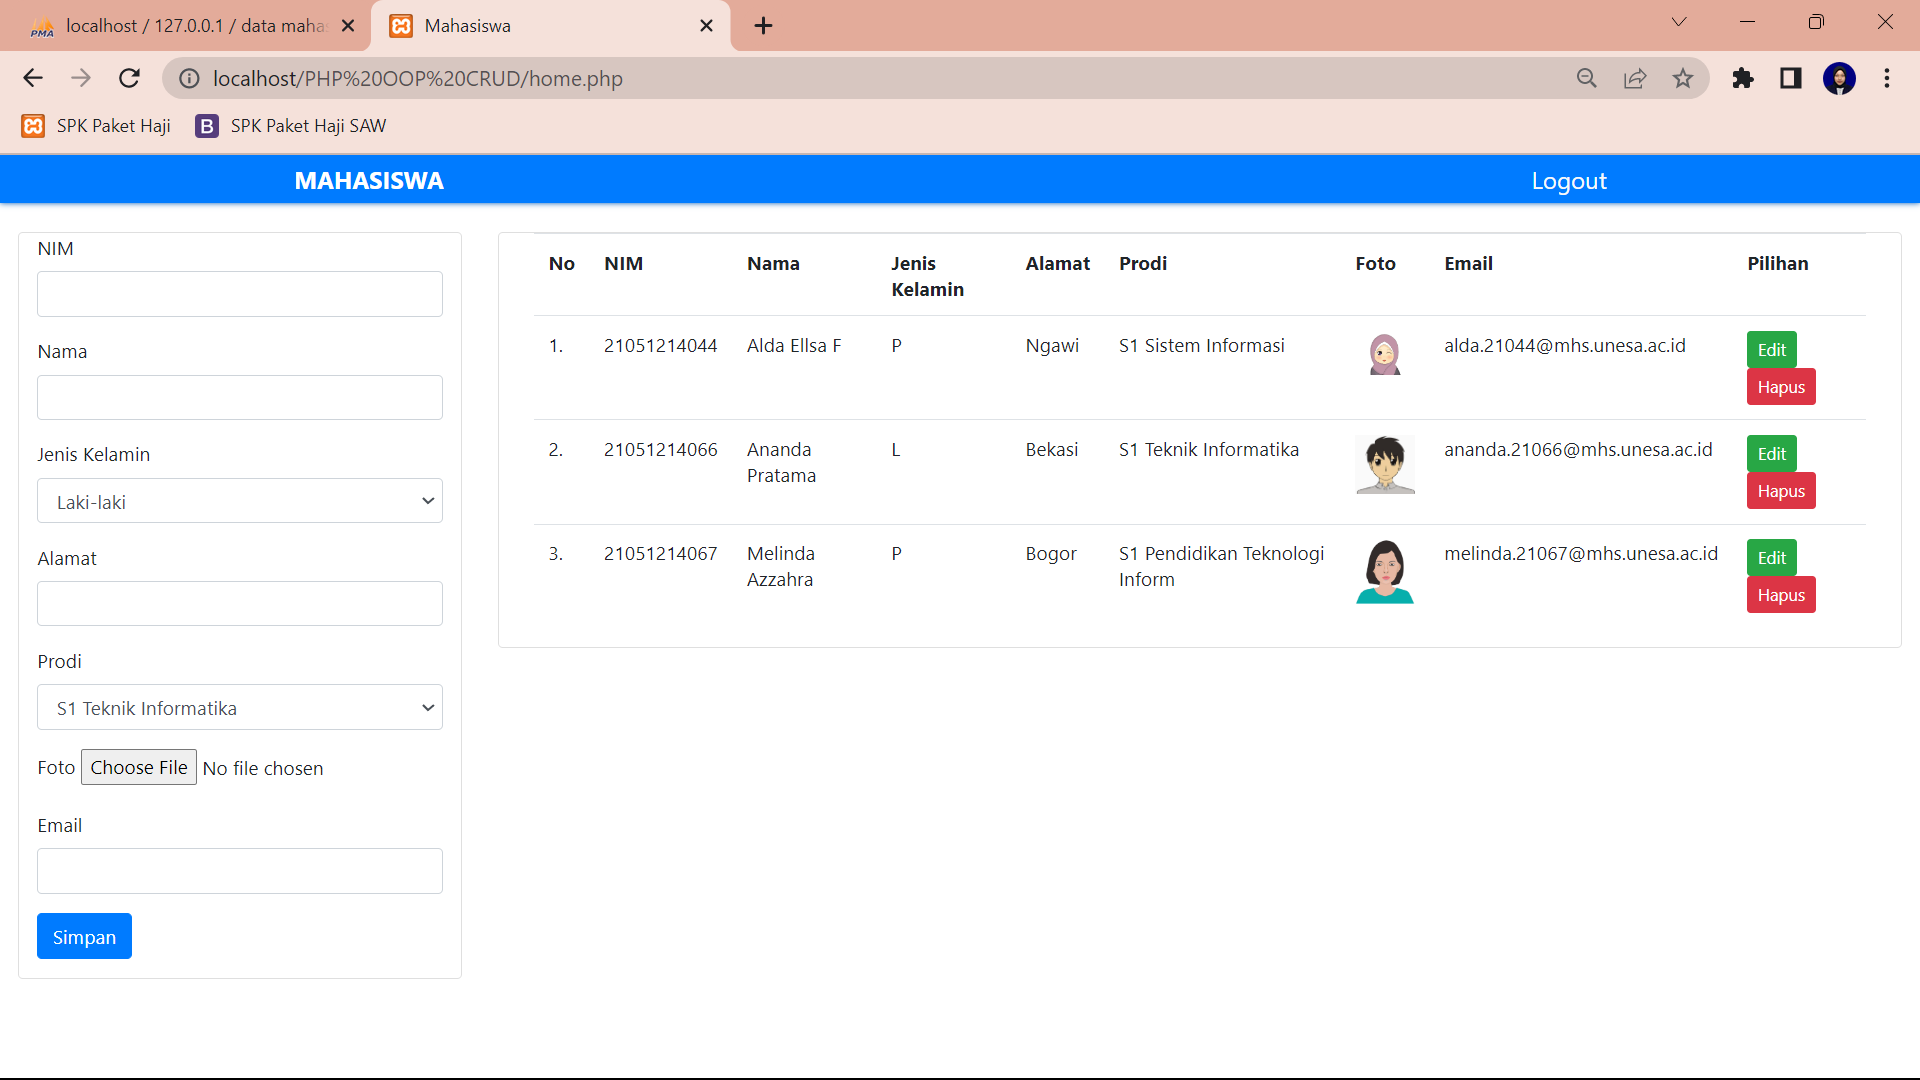 localhost / 127.0.0.1 / data maha
Mahasiswa
localhost/PHP%20OOP%20CRUD/home.php
SPK Paket Haji
B SPK Paket Haji SAW
MAHASISWA
Logout
NIM
Nama
Jenis Kelamin
Laki-laki
Alamat
Prodi
S1 Teknik Informatika
Foto Choose File No file chosen
Email
Simpan
No NIM Nama Jenis Kelamin Alamat Prodi Foto Email Pilihan
1. 21051214044 Alda Ellsa F P Ngawi S1 Sistem Informasi alda.21044@mhs.unesa.ac.id Edit
Hapus
2. 21051214066 Ananda Pratama L Bekasi S1 Teknik Informatika ananda.21066@mhs.unesa.ac.id Edit
Hapus
3. 21051214067 Melinda Azzahra P Bogor S1 Pendidikan Teknologi Inform melinda.21067@mhs.unesa.ac.id Edit
Hapus